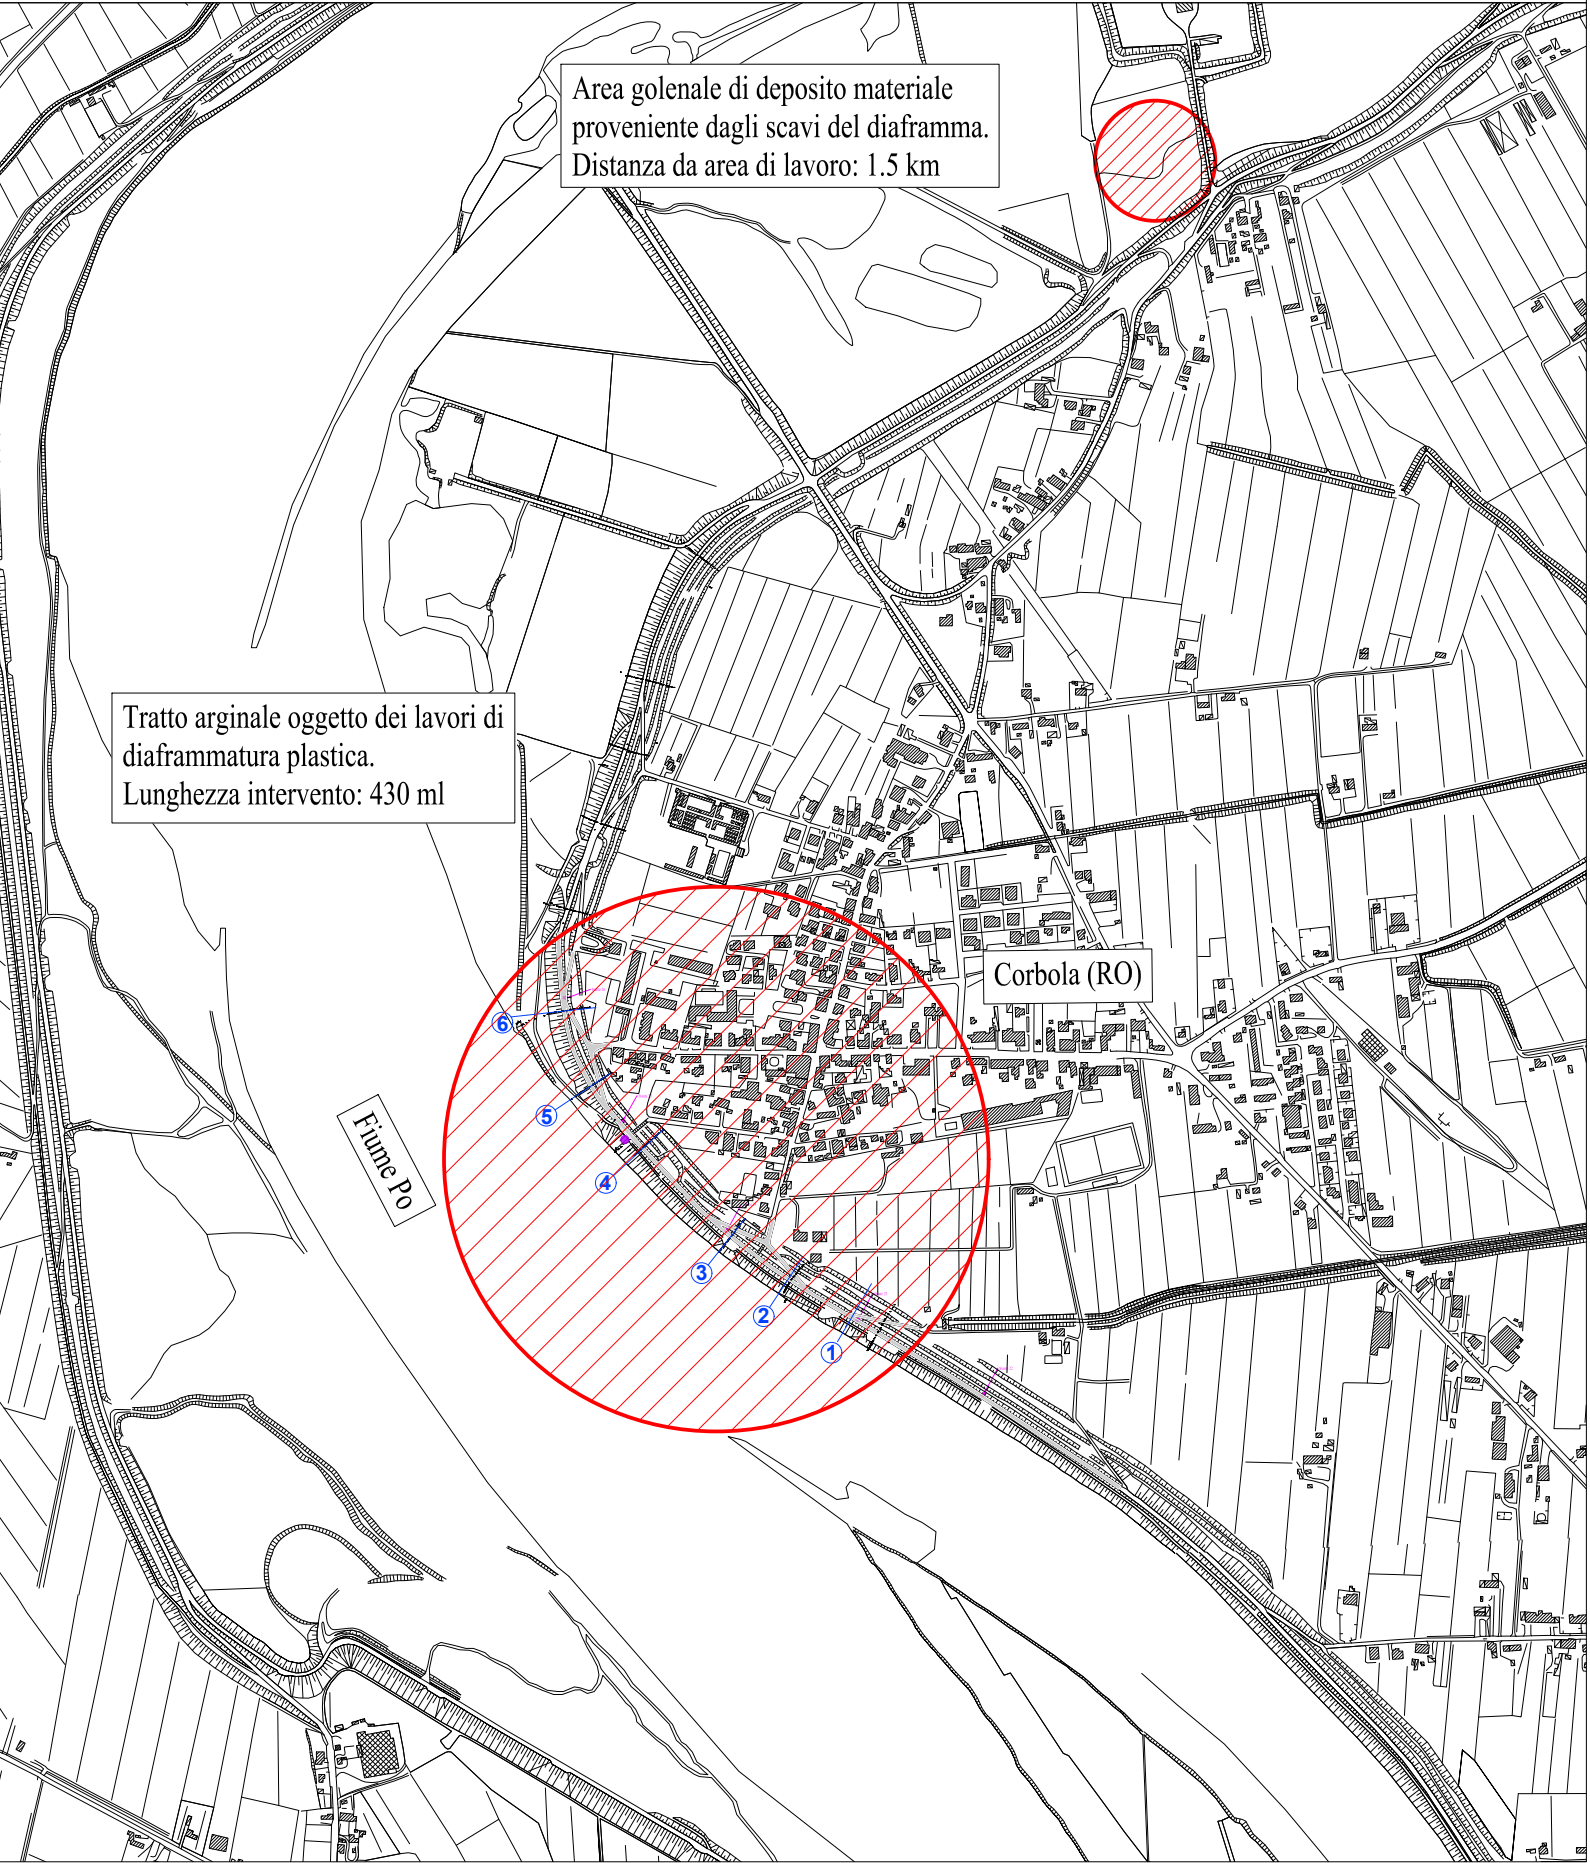 Area golenale di deposito materiale
proveniente dagli scavi del diaframma.
Distanza da area di lavoro: 1.5 km
Tratto arginale oggetto dei lavori di
diaframmatura plastica.
Lunghezza intervento: 430 ml
Corbola (RO)
Fiume Po
6
5
4
3
2
1